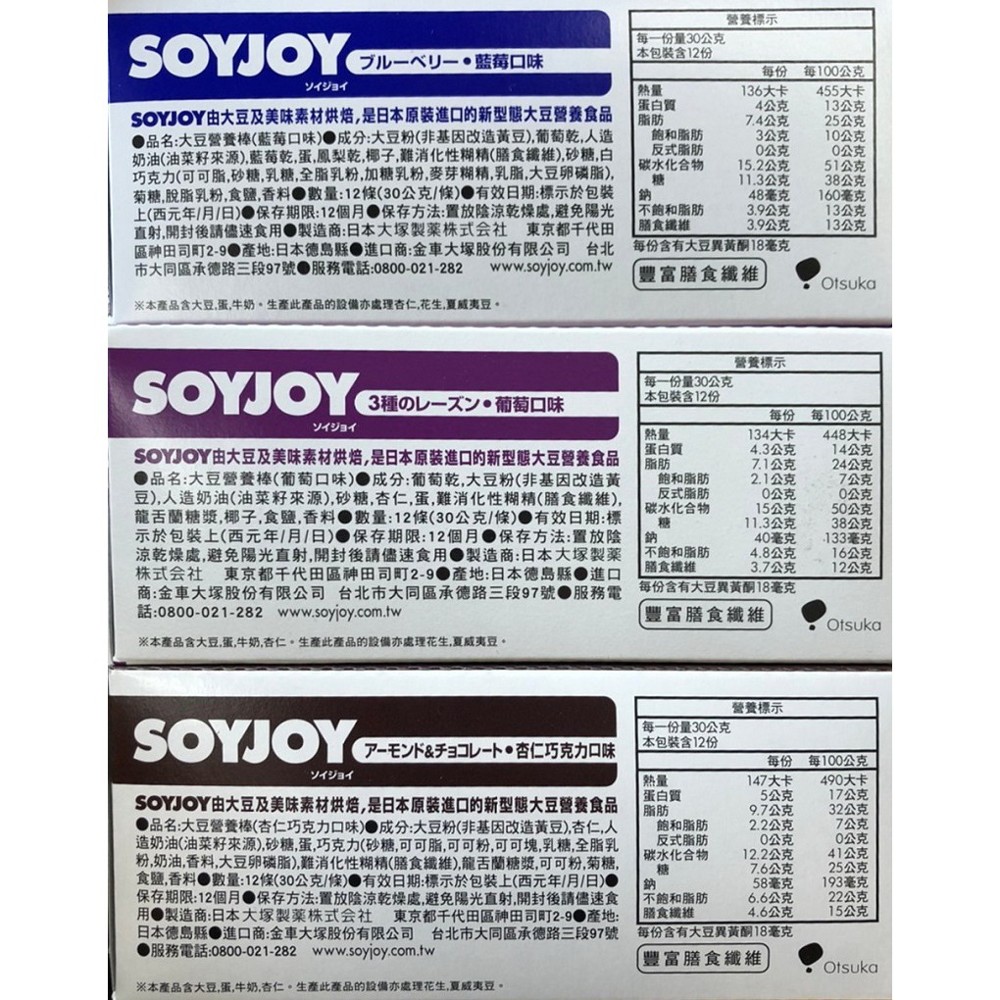 SOYJOY ブルーベリー•藍莓口味
ソイジョイ
SOYJOY由大豆及美味素材烘焙,是日本原裝進口的新型態大豆營養食品
●品名:大豆營養棒(藍莓口味)●成分:大豆粉(非基因改造黃豆),葡萄乾,人造
奶油(油菜籽來源),藍莓乾,蛋,鳳梨乾,椰子,難消化性糊精(膳食纖維),砂糖,白
巧克力(可可脂,砂糖,乳糖,全脂乳粉,加糖乳粉,麥芽糊精,乳脂,大豆卵磷脂),
菊糖,脫脂乳粉,食鹽,香料●數量:12條(30公克/條)●有效日期:標示於包裝
上(西元年/月/日)●保存期限:12個月●保存方法:置放陰涼乾燥處,避免陽光
直射,開封後請儘速食用●製造商:日本大塚製薬株式会社 東京都千代田
區神田司町2-9●產地:日本德島縣●進口商:金車大塚股份有限公司 台北
市大同區承德路三段97號●服務電話:0800-021-282 www.soyjoy.com.tw
※本產品含大豆,蛋,牛奶。生產此產品的設備亦處理杏仁,花生,夏威夷豆。
營養標示
每一份量30公克
本包裝含12份
每份 每100公克
熱量 136大卡 455大卡
蛋白質 4公克 13公克
脂肪 7.4公克 25公克
飽和脂肪 3公克 10公克
反式脂肪 0公克 0公克
碳水化合物 15.2公克 51公克
糖 11.3公克 38公克
鈉 48毫克 160毫克
不飽和脂肪 3.9公克 13公克
膳食纖維 3.9公克 13公克
每份含有大豆異黃酮18毫克
豐富膳食纖維
Otsuka
SOYJOY 3種のレーズン•葡萄口味
ソイジョイ
SOYJOY由大豆及美味素材烘焙,是日本原裝進口的新型態大豆營養食品
●品名:大豆營養棒(葡萄口味)●成分:葡萄乾,大豆粉(非基因改造黃
豆),人造奶油(油菜籽來源),砂糖,杏仁,蛋,難消化性糊精(膳食纖維),
龍舌蘭糖漿,椰子,食鹽,香料●數量:12條(30公克/條)●有效日期:標
示於包裝上(西元年/月/日)●保存期限:12個月●保存方法:置放陰
涼乾燥處,避免陽光直射,開封後請儘速食用●製造商:日本大塚製薬
株式会社 東京都千代田區神田司町2-9●產地:日本德島縣●進口
商:金車大塚股份有限公司 台北市大同區承德路三段97號●服務電
話:0800-021-282 www.soyjoy.com.tw
※本產品含大豆,蛋,牛奶,杏仁。生產此產品的設備亦處理花生,夏威夷豆。
營養標示
每一份量30公克
本包裝含12份
每份 每100公克
熱量 134大卡 448大卡
蛋白質 4.3公克 14公克
脂肪 7.1公克 24公克
飽和脂肪 2.1公克 7公克
反式脂肪 0公克 0公克
碳水化合物 15公克 50公克
糖 11.3公克 38公克
鈉 40毫克 133毫克
不飽和脂肪 4.8公克 16公克
膳食纖維 3.7公克 12公克
每份含有大豆異黃酮18毫克
豐富膳食纖維
Otsuka
SOYJOY アーモンド&チョコレート•杏仁巧克力口味
ソイジョイ
SOYJOY由大豆及美味素材烘焙,是日本原裝進口的新型態大豆營養食品
●品名:大豆營養棒(杏仁巧克力口味)●成分:大豆粉(非基因改造黃豆),杏仁,人
造奶油(油菜籽來源),砂糖,蛋,巧克力(砂糖,可可脂,可可粉,可可塊,乳糖,全脂乳
粉,奶油,香料,大豆卵磷脂),難消化性糊精(膳食纖維),龍舌蘭糖漿,可可粉,菊糖,
食鹽,香料●數量:12條(30公克/條)●有效日期:標示於包裝上(西元年/月/日)●
保存期限:12個月●保存方法:置放陰涼乾燥處,避免陽光直射,開封後請儘速食
用●製造商:日本大塚製薬株式会社 東京都千代田區神田司町2-9●產地:
日本德島縣●進口商:金車大塚股份有限公司 台北市大同區承德路三段97號
●服務電話:0800-021-282 www.soyjoy.com.tw
※本產品含大豆,蛋,牛奶,杏仁。生產此產品的設備亦處理花生,夏威夷豆。
營養標示
每一份量30公克
本包裝含12份
每份 每100公克
熱量 147大卡 490大卡
蛋白質 5公克 17公克
脂肪 9.7公克 32公克
飽和脂肪 2.2公克 7公克
反式脂肪 0公克 0公克
碳水化合物 12.2公克 41公克
糖 7.6公克 25公克
鈉 58毫克 193毫克
不飽和脂肪 6.6公克 22公克
膳食纖維 4.6公克 15公克
每份含有大豆異黃酮18毫克
豐富膳食纖維
Otsuka